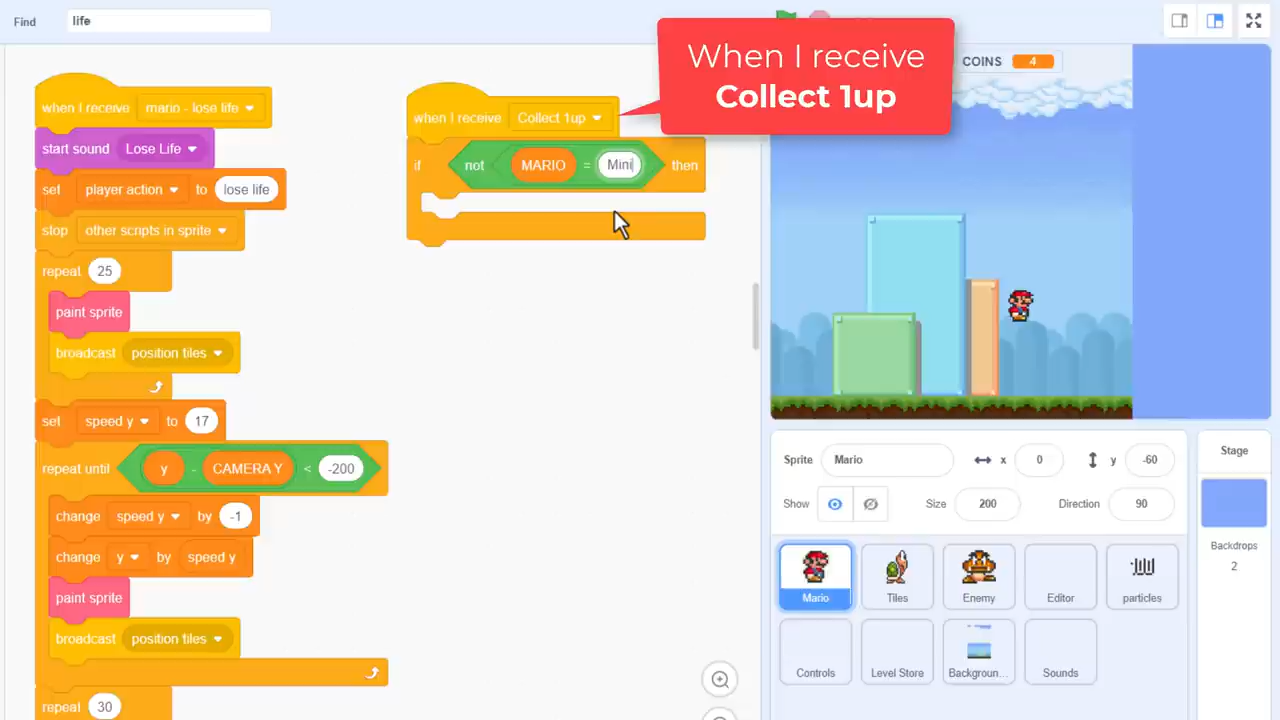 Find life
When I receive
Collect 1up
COINS 4
when I receive mario - lose life
start sound Lose Life
set player action to lose life
stop other scripts in sprite
repeat 25
paint sprite
broadcast position tiles
set speed y to 17
repeat until y - CAMERA Y < -200
change speed y by -1
change y by speed y
paint sprite
broadcast position tiles
repeat 30
when I receive Collect 1up
if not MARIO = Mini then
Sprite Mario x 0 y -60
Show Size 200 Direction 90
Mario Tiles Enemy Editor particles
Controls Level Store Backgroun... Sounds
Stage
Backdrops
2